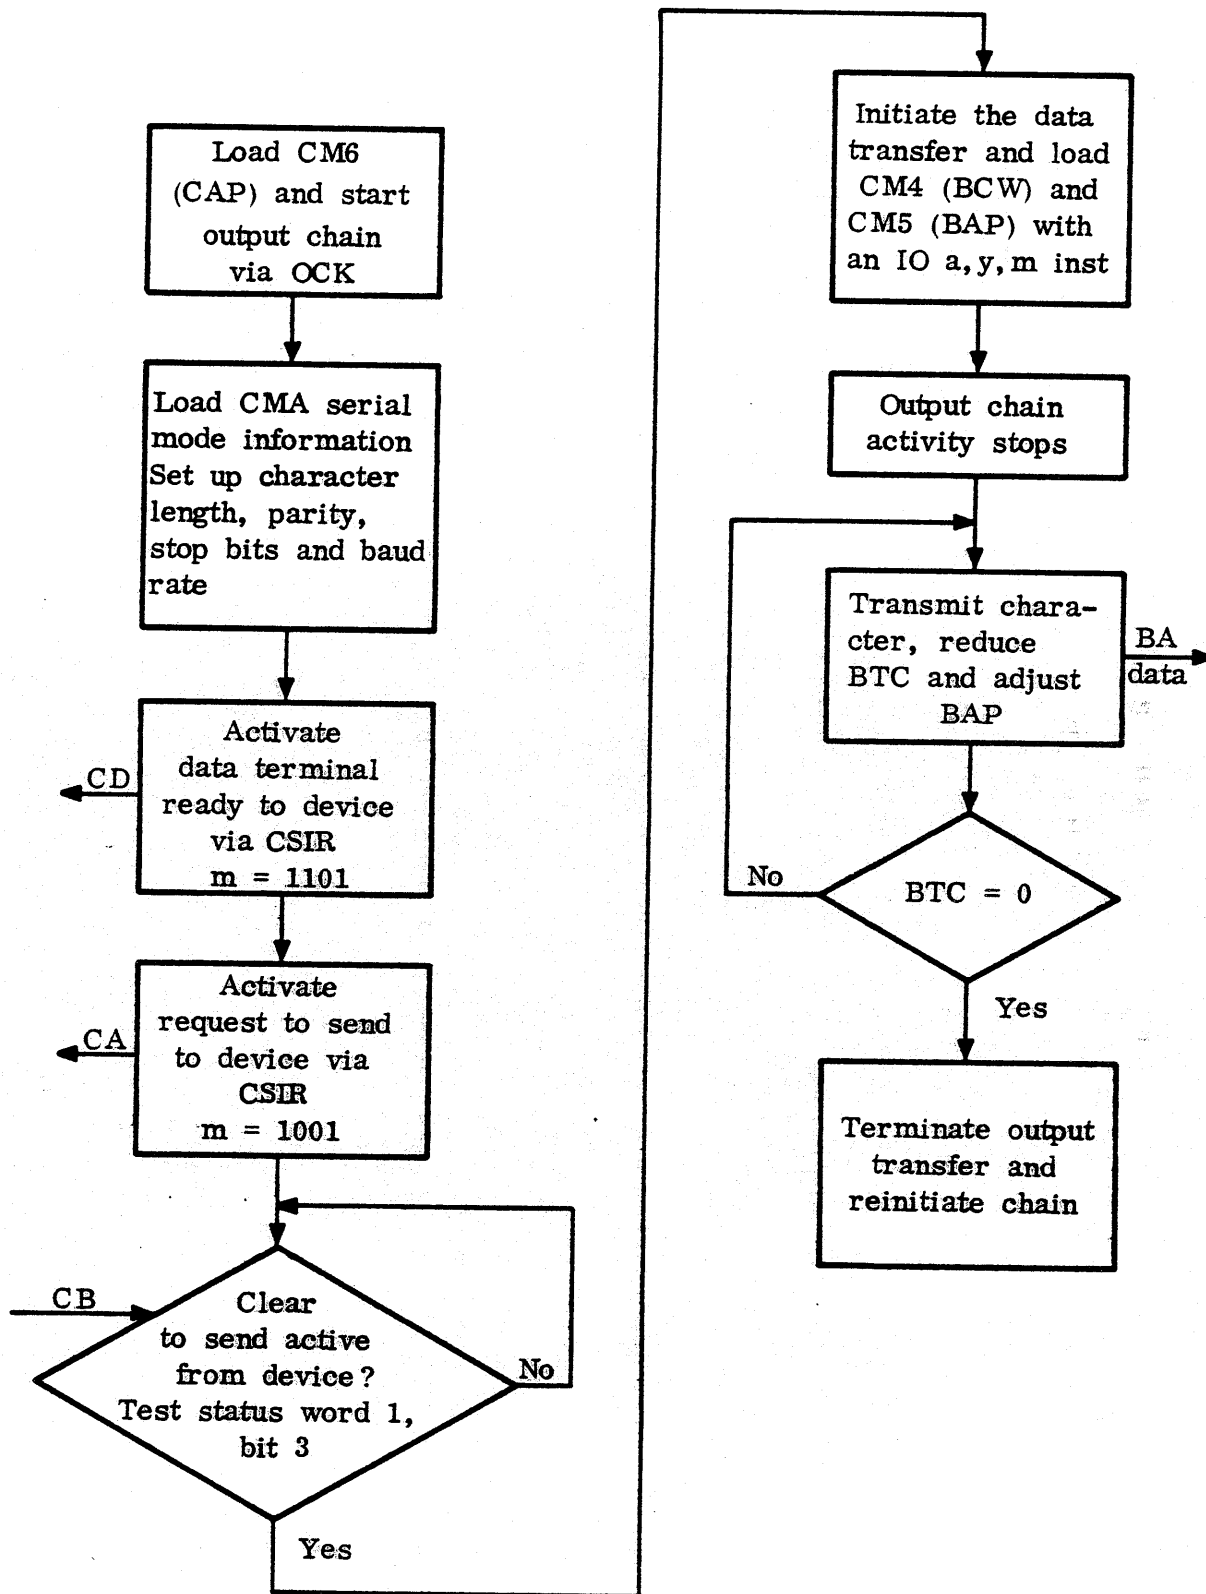 Load CM6
(CAP) and start
output chain
via OCK
Load CMA serial
mode information
Set up character
length, parity,
stop bits and baud
rate
Activate
data terminal
ready to device
via CSIR
m = 1101
CD
Activate
request to send
to device via
CSIR
m = 1001
CA
CB
Clear
to send active
from device?
Test status word 1,
bit 3
No
Yes
Initiate the data
transfer and load
CM4 (BCW) and
CM5 (BAP) with
an IO a,y,m inst
Output chain
activity stops
Transmit chara-
cter, reduce
BTC and adjust
BAP
BA
data
BTC = 0
No
Yes
Terminate output
transfer and
reinitiate chain